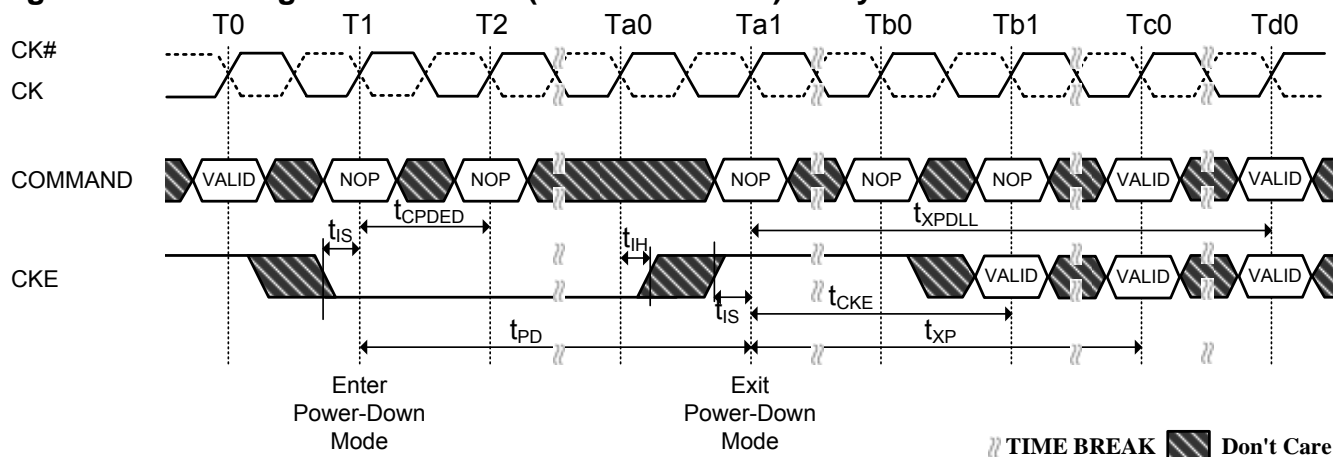 T0 T1 T2 Ta0 Ta1 Tb0 Tb1 Tc0 Td0
CK#
CK
COMMAND VALID NOP NOP NOP NOP NOP VALID VALID
tIS tCPDED tIH tXPDLL
CKE VALID VALID VALID
tIS tCKE
tPD tXP
Enter
Power-Down
Mode
Exit
Power-Down
Mode
TIME BREAK Don't Care